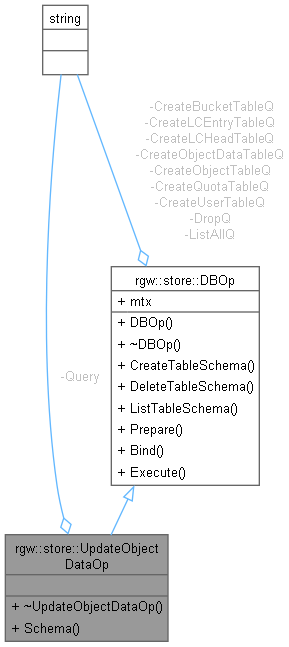 string
-CreateBucketTableQ
-CreateLCEntryTableQ
-CreateLCHeadTableQ
-CreateObjectDataTableQ
-CreateObjectTableQ
-CreateQuotaTableQ
-CreateUserTableQ
-DropQ
-ListAllQ
rgw::store::DBOp
+ mtx
+ DBOp()
+ ~DBOp()
+ CreateTableSchema()
+ DeleteTableSchema()
+ ListTableSchema()
+ Prepare()
+ Bind()
+ Execute()
-Query
rgw::store::UpdateObject
DataOp
+ ~UpdateObjectDataOp()
+ Schema()